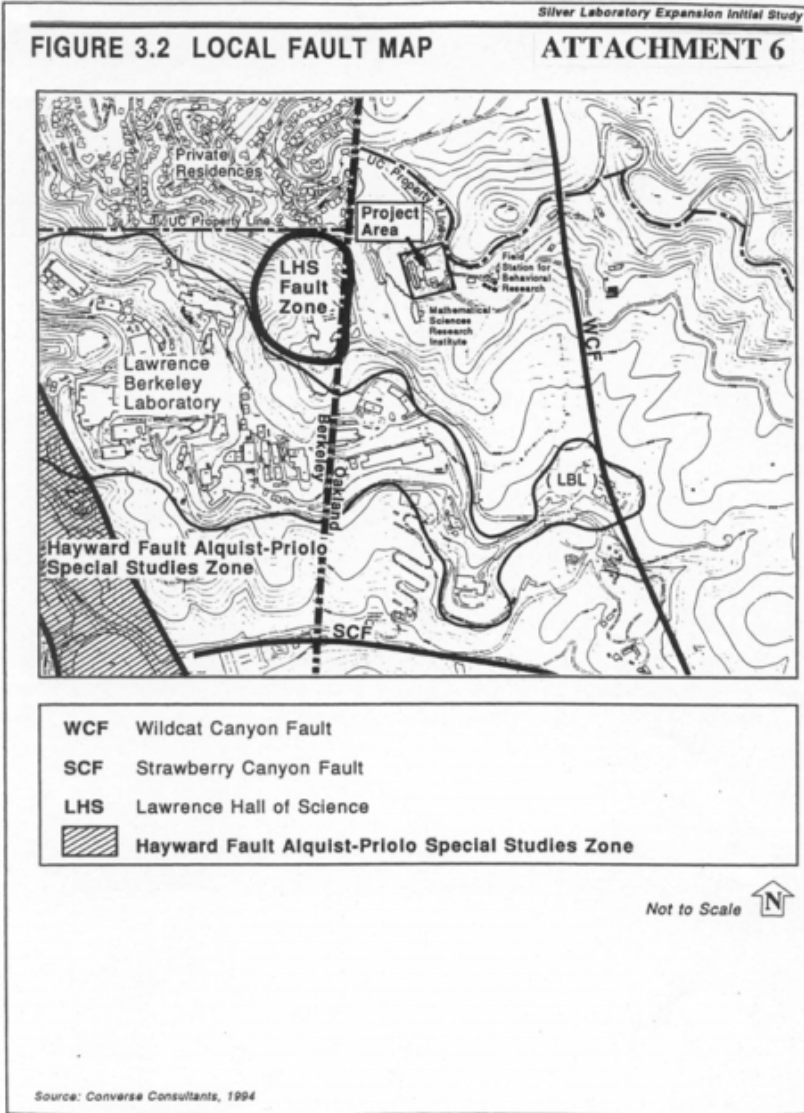 Silver Laboratory Expansion Initial Study
FIGURE 3.2 LOCAL FAULT MAP
ATTACHMENT 6
Private
Residences
UC Property Line
UC Property Line
Project
Area
LHS
Fault
Zone
Field
Station for
Behavioral
Research
Mathematical
Sciences
Research
Institute
WCF
Lawrence
Berkeley
Laboratory
Berkeley
Oakland
( LBL )
Hayward Fault Alquist-Priolo
Special Studies Zone
SCF
WCF Wildcat Canyon Fault
SCF Strawberry Canyon Fault
LHS Lawrence Hall of Science
Hayward Fault Alquist-Priolo Special Studies Zone
Not to Scale N
Source: Converse Consultants, 1994